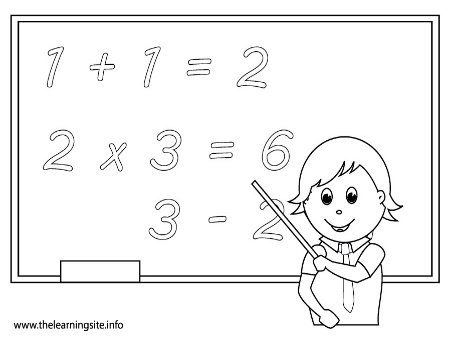 1 + 1 = 2
2 x 3 = 6
3 - 2
www.thelearningsite.info